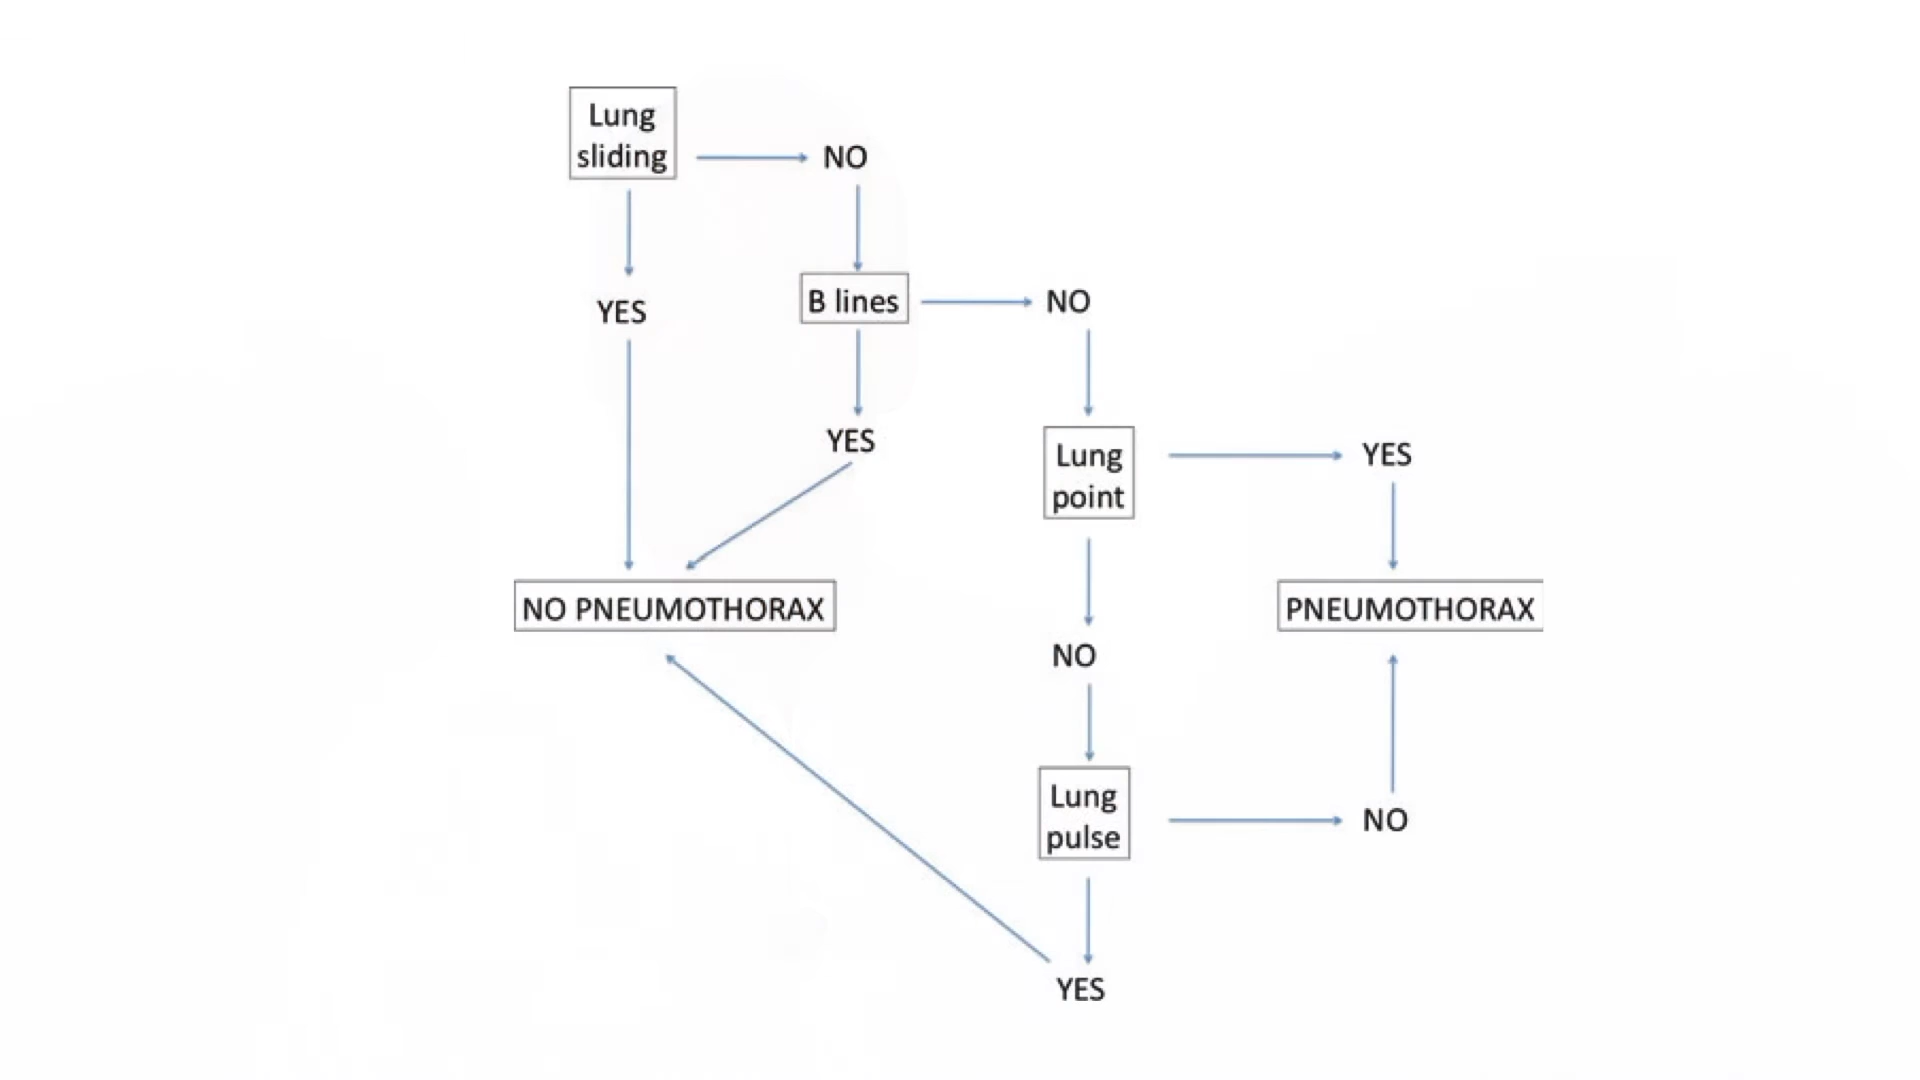 Lung
sliding
NO
YES
B lines
NO
YES
Lung
point
YES
NO PNEUMOTHORAX
PNEUMOTHORAX
NO
Lung
pulse
NO
YES